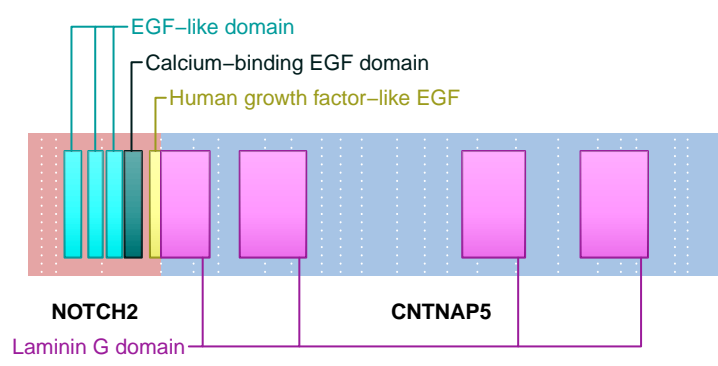 EGF−like domain
Calcium−binding EGF domain
Human growth factor−like EGF
NOTCH2
CNTNAP5
Laminin G domain